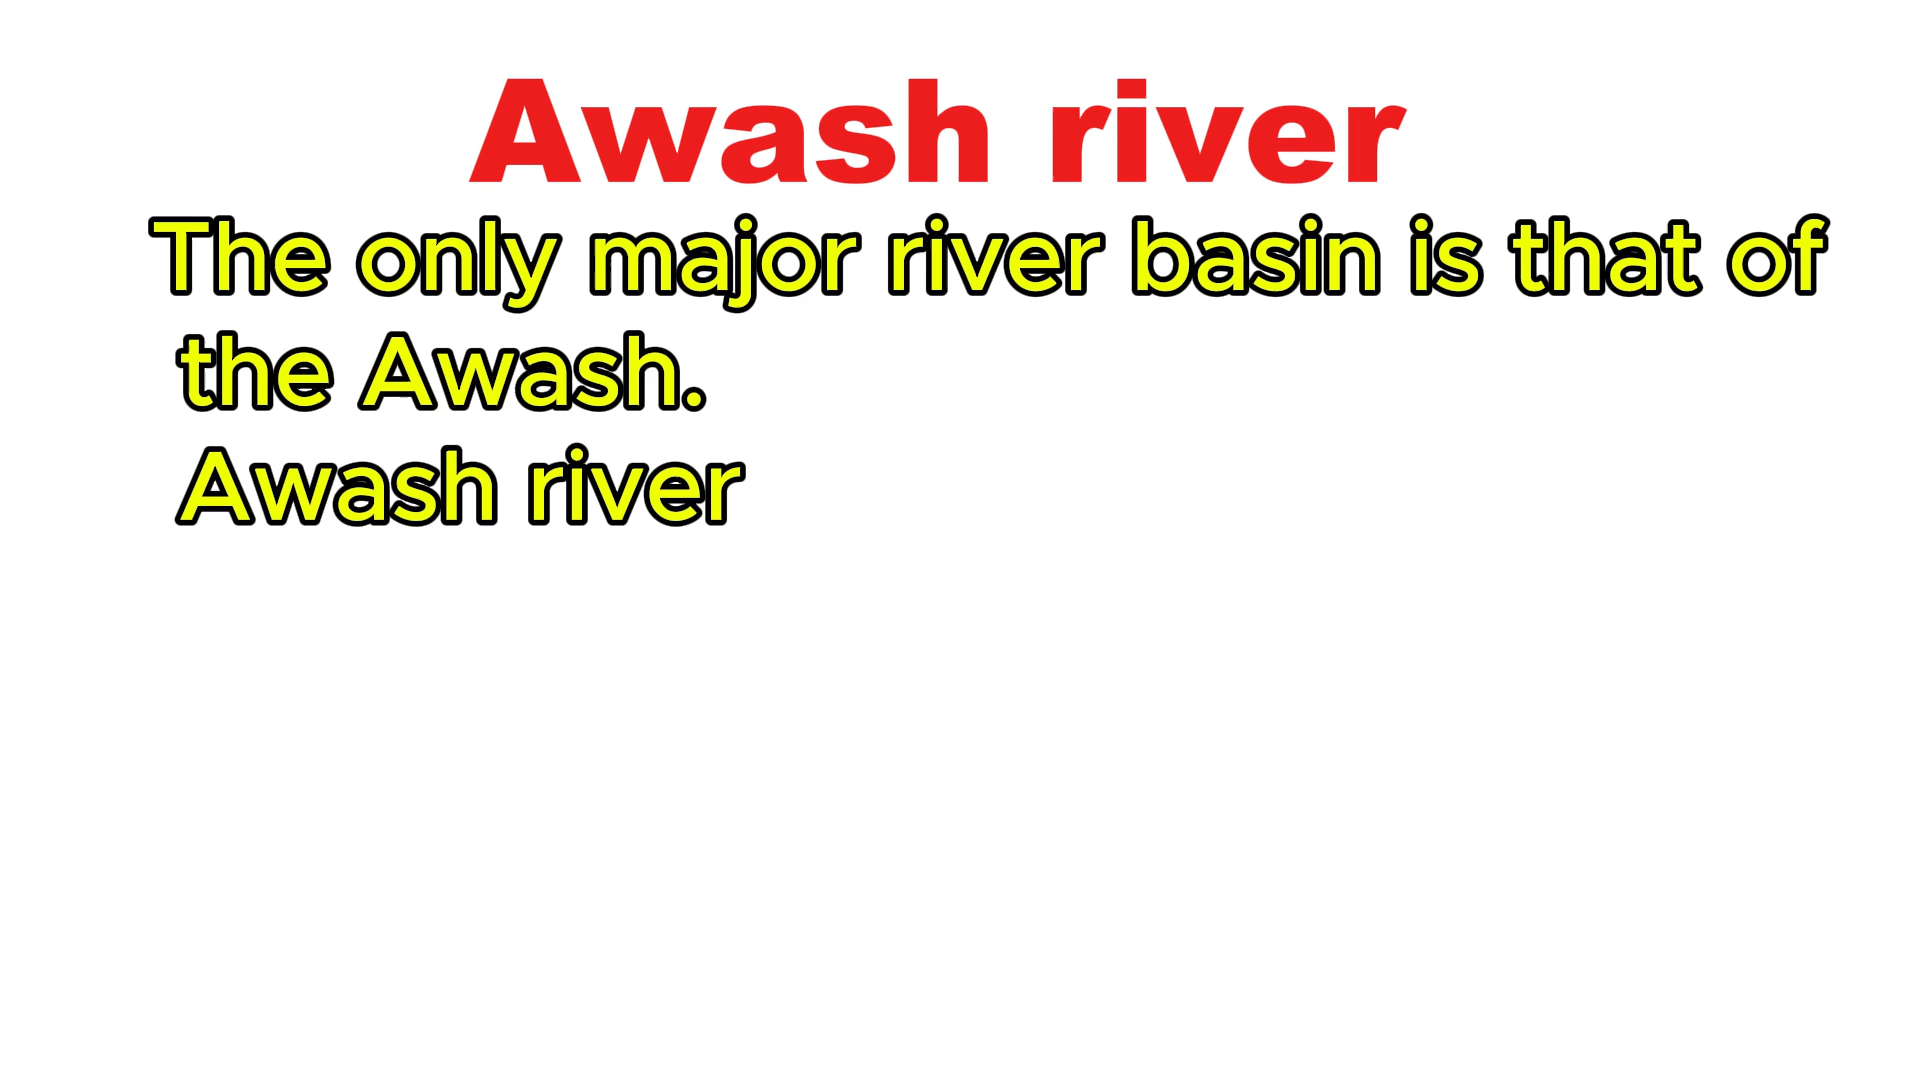 Awash river
The only major river basin is that of
the Awash.
Awash river